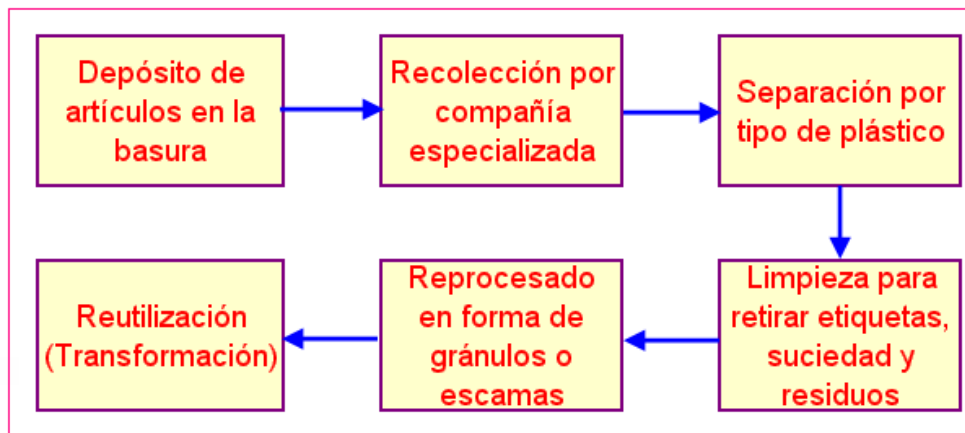 Depósito de
artículos en la
basura
Recolección por
compañía
especializada
Separación por
tipo de plástico
Limpieza para
retirar etiquetas,
suciedad y
residuos
Reprocesado
en forma de
gránulos o
escamas
Reutilización
(Transformación)